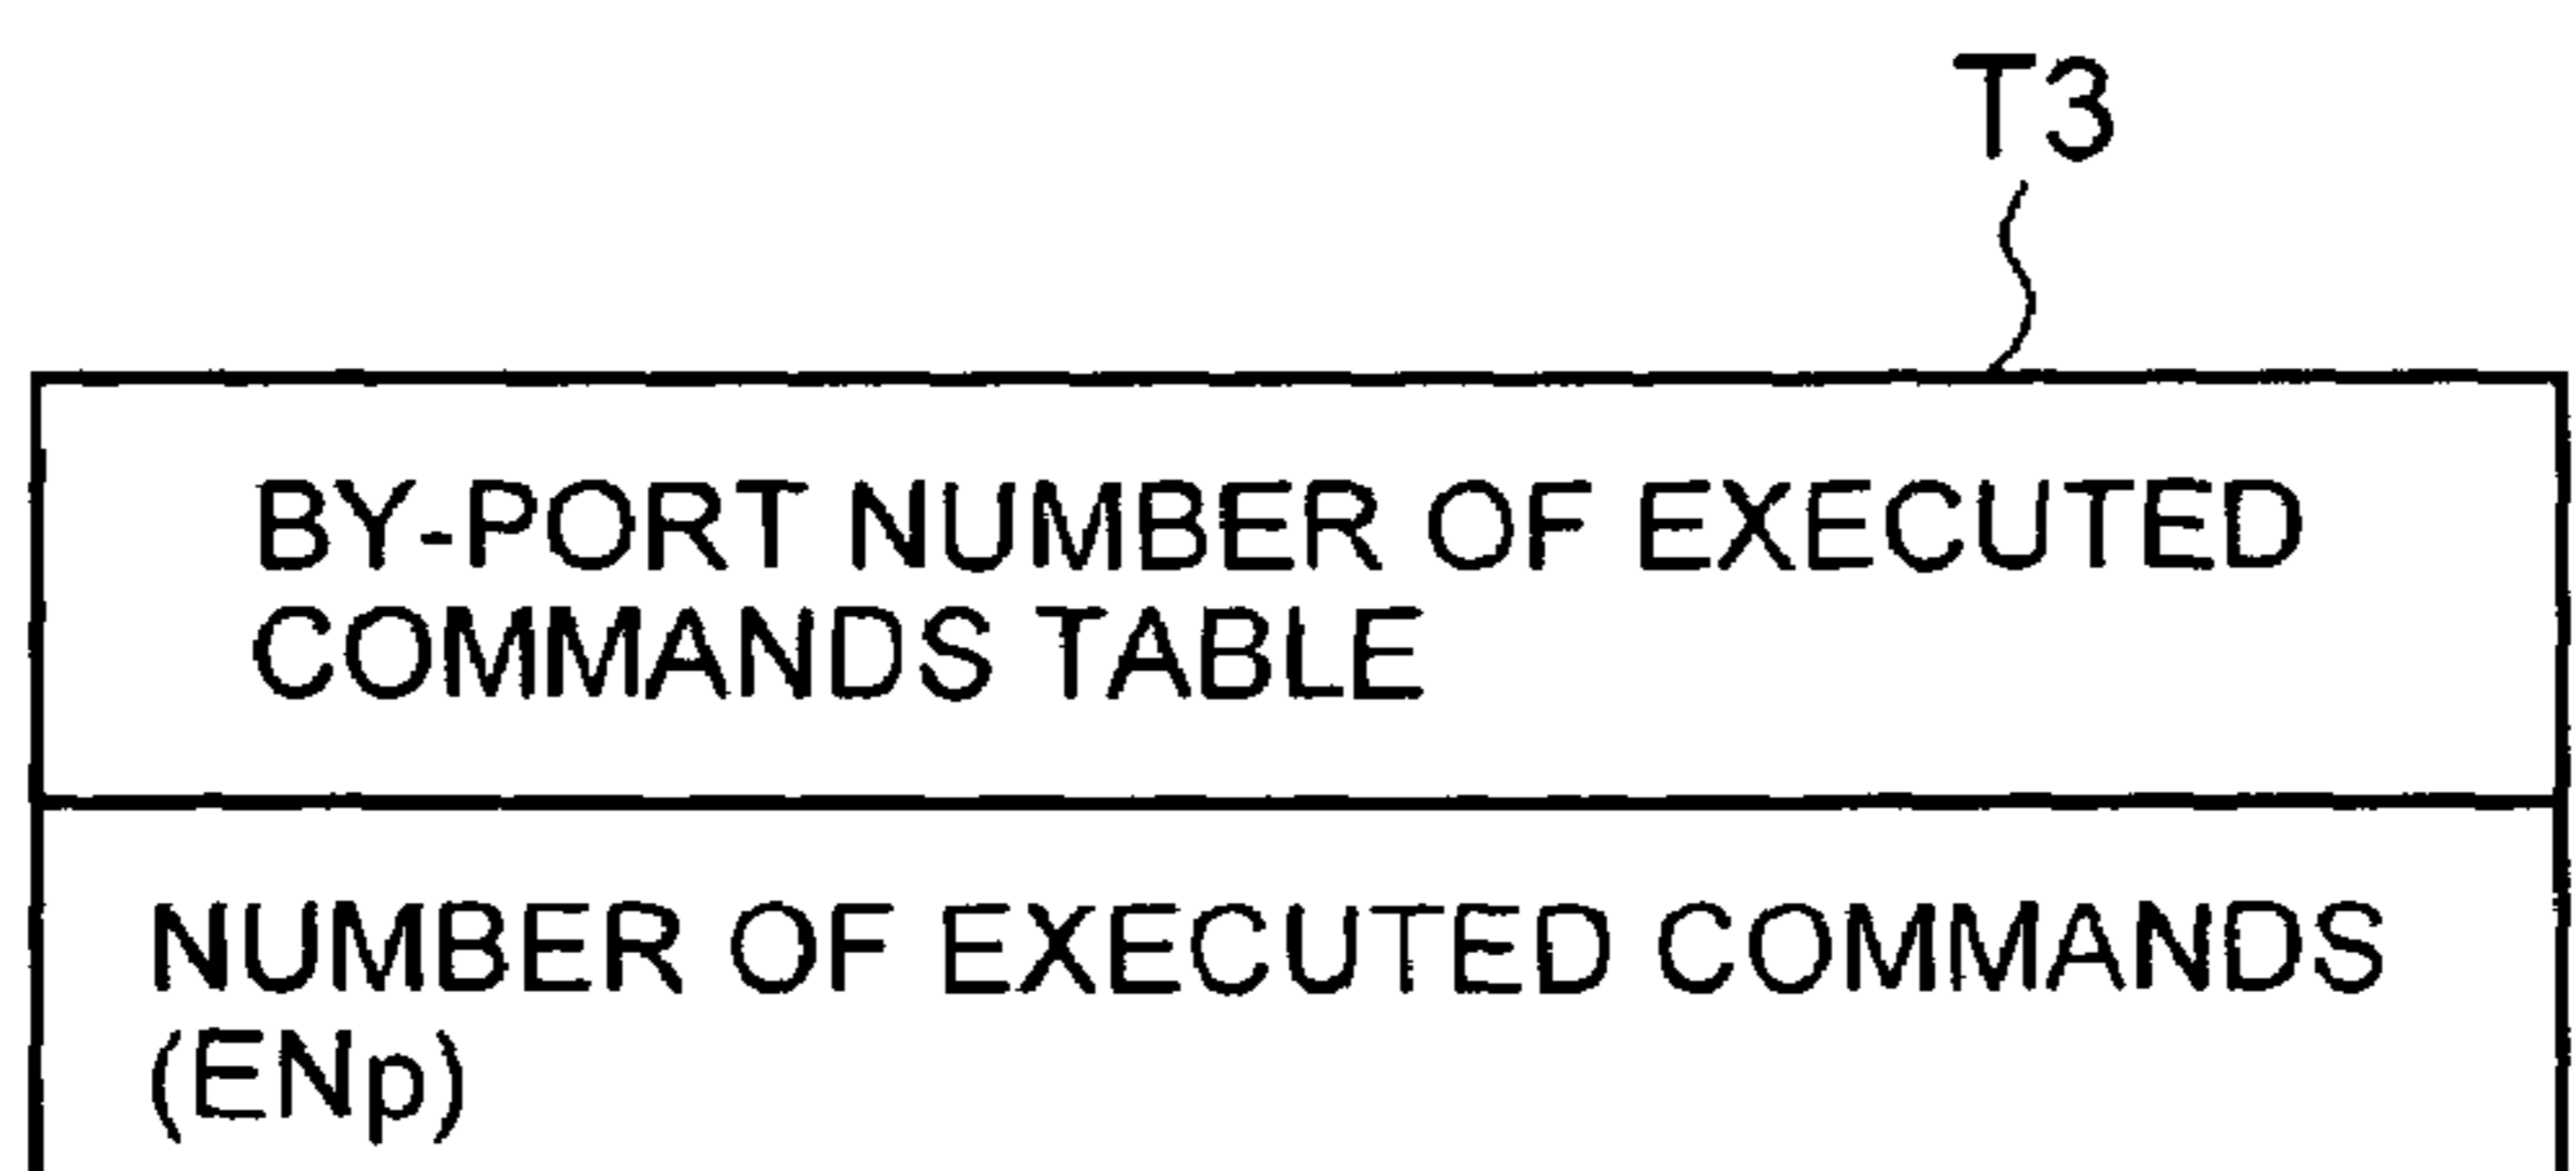 T3
BY-PORT NUMBER OF EXECUTED
COMMANDS TABLE
NUMBER OF EXECUTED COMMANDS
(ENp)